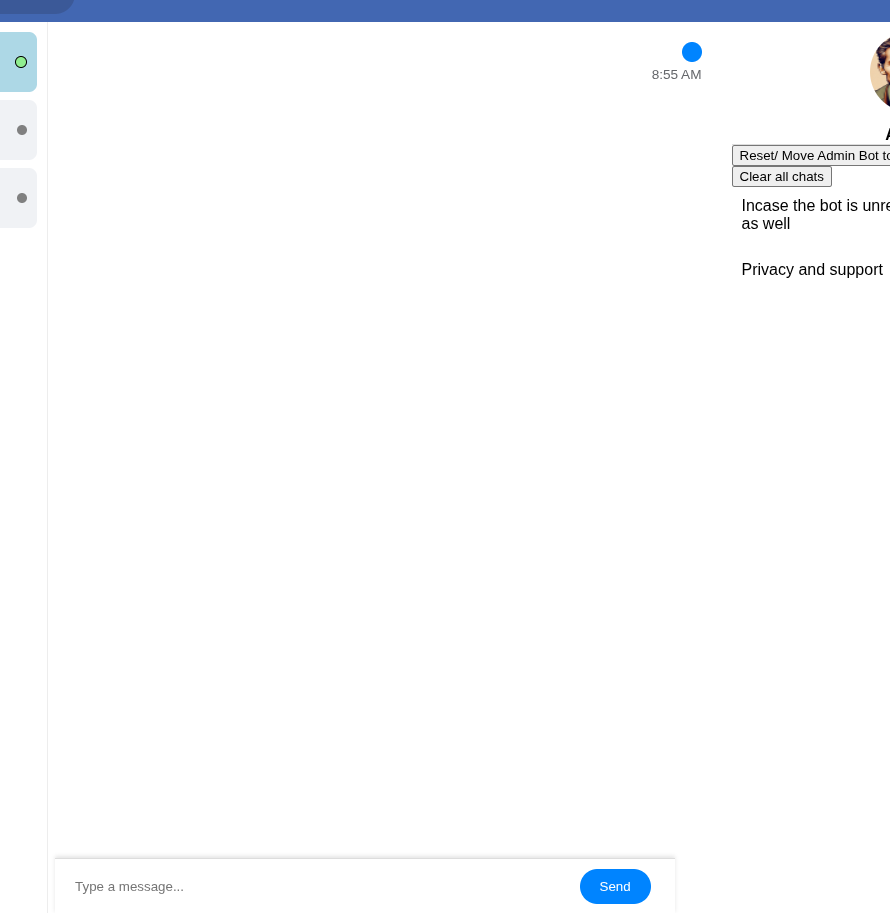 8:55 AM
Reset/ Move Admin Bot to
Clear all chats
Incase the bot is
as well
Privacy and support
Type a message...
Send